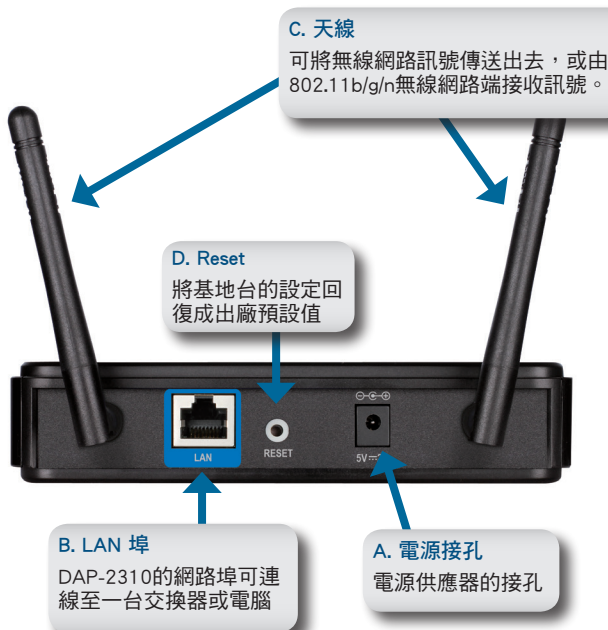 C. 天線
可將無線網路訊號傳送出去，或由
802.11b/g/n無線網路端接收訊號。
D. Reset
將基地台的設定回
復成出廠預設值
LAN
RESET
5V
B. LAN 埠
DAP-2310的網路埠可連
線至一台交換器或電腦
A. 電源接孔
電源供應器的接孔